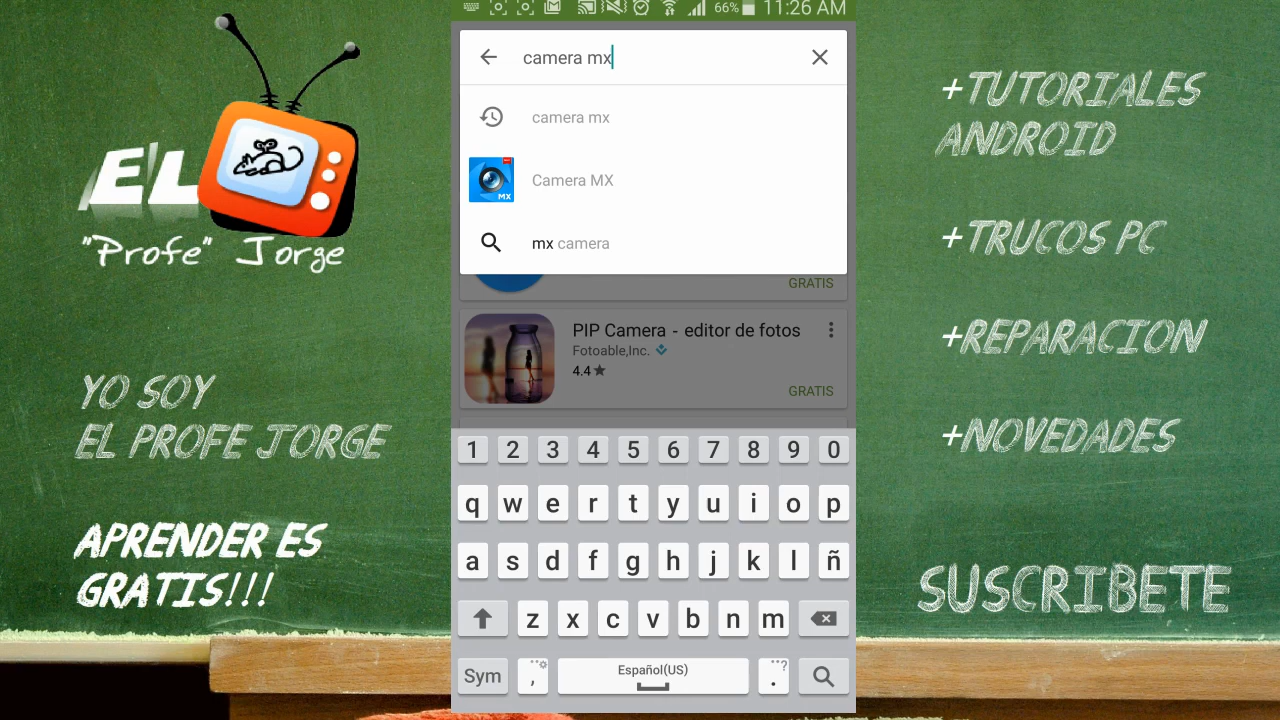 EL
"Profe" Jorge
YO SOY
EL PROFE JORGE
APRENDER ES
GRATIS!!!
66% 11:26 AM
camera mx
camera mx
MX
Camera MX
mx camera
GRATIS
PIP Camera - editor de fotos
Fotoable,Inc.
4.4★
GRATIS
1 2 3 4 5 6 7 8 9 0
q w e r t y u i o p
a s d f g h j k l ñ
z x c v b n m
Sym , Español(US) . ?
+TUTORIALES
ANDROID
+TRUCOS PC
+REPARACION
+NOVEDADES
SUSCRIBETE